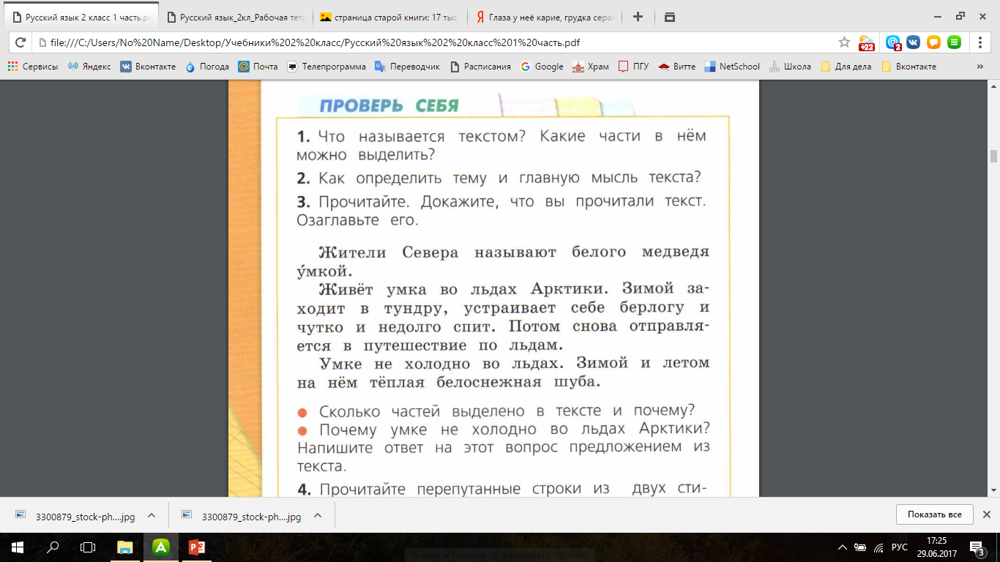 Русский язык 2 класс 1 часть.pd
Русский язык_2кл_Рабочая тетр
страница старой книги: 17 тыс
Глаза у неё карие, грудка сера
file:///C:/Users/No%20Name/Desktop/Учебники%202%20класс/Русский%20язык%202%20класс%201%20часть.pdf
+22
2
Сервисы Яндекс Вконтакте Погода Почта Телепрограмма Переводчик Расписания Google Храм ПГУ Витте NetSchool Школа Для дела Вконтакте »
ПРОВЕРЬ СЕБЯ
1. Что называется текстом? Какие части в нём
можно выделить?
2. Как определить тему и главную мысль текста?
3. Прочитайте. Докажите, что вы прочитали текст.
Озаглавьте его.
Жители Севера называют белого медведя
у́мкой.
Живёт умка во льдах Арктики. Зимой за-
ходит в тундру, устраивает себе берлогу и
чутко и недолго спит. Потом снова отправля-
ется в путешествие по льдам.
Умке не холодно во льдах. Зимой и летом
на нём тёплая белоснежная шуба.
● Сколько частей выделено в тексте и почему?
● Почему умке не холодно во льдах Арктики?
Напишите ответ на этот вопрос предложением из
текста.
4. Прочитайте перепутанные строки из двух сти-
3300879_stock-ph....jpg
3300879_stock-ph....jpg
Показать все
РУС
17:25
29.06.2017
3